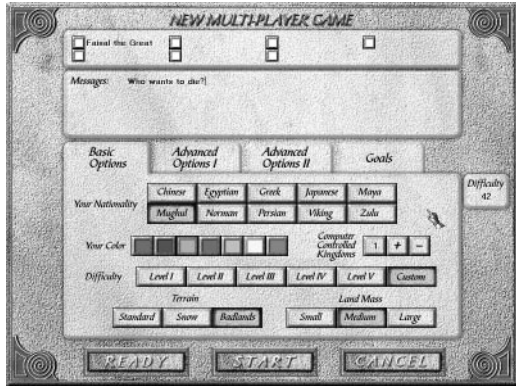 NEW MULTI-PLAYER GAME
Faisal the Great
Messages: Who wants to die?
Basic Options
Advanced Options I
Advanced Options II
Goals
Difficulty
42
Your Nationality
Chinese Egyptian Greek Japanese Maya
Mughul Norman Persian Viking Zulu
Your Color
Computer Controlled Kingdoms 1 + -
Difficulty Level I Level II Level III Level IV Level V Custom
Terrain Land Mass
Standard Snow Badlands Small Medium Large
READY START CANCEL